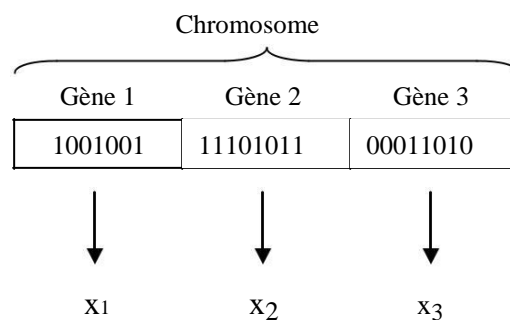 Chromosome
Gène 1 Gène 2 Gène 3
1001001 11101011 00011010
x1 x2 x3